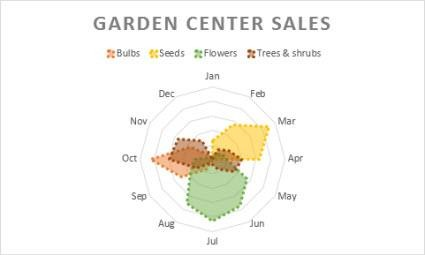 GARDEN CENTER SALES
Bulbs Seeds Flowers Trees & shrubs
Jan
Dec Feb
Nov Mar
Oct Apr
Sep May
Aug Jun
Jul